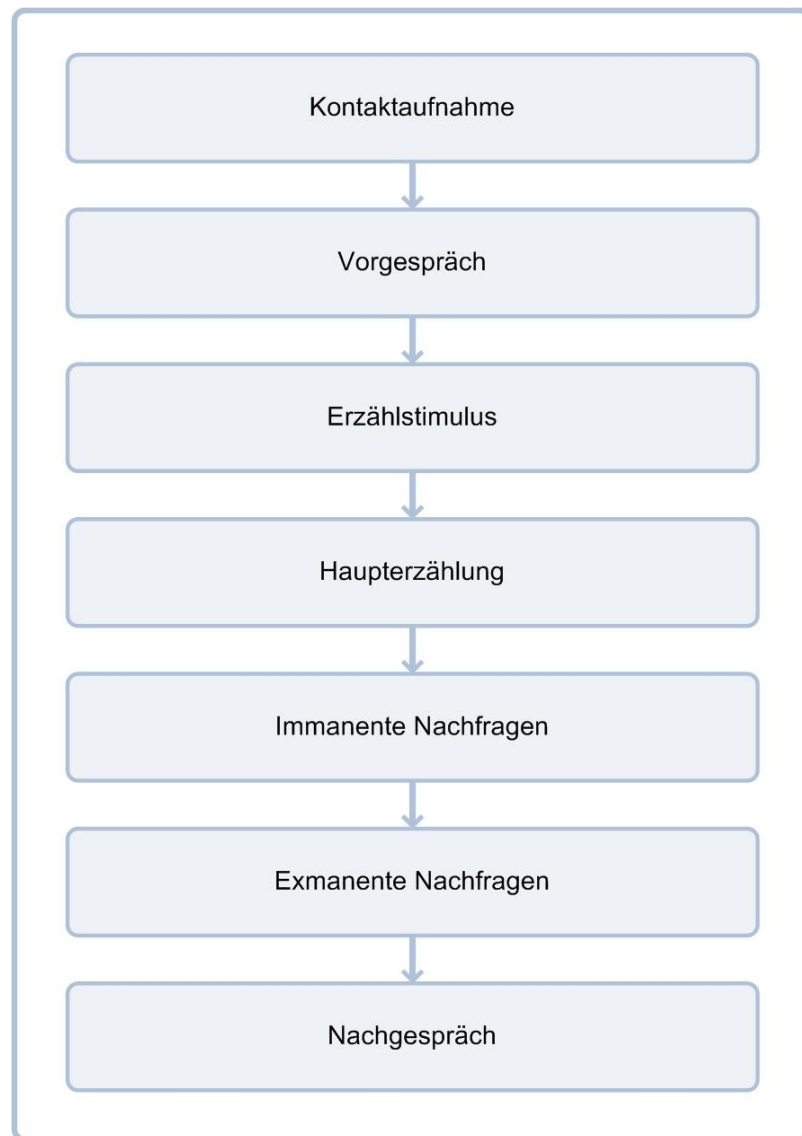 Kontaktaufnahme
Vorgespräch
Erzählstimulus
Haupterzählung
Immanente Nachfragen
Exmanente Nachfragen
Nachgespräch